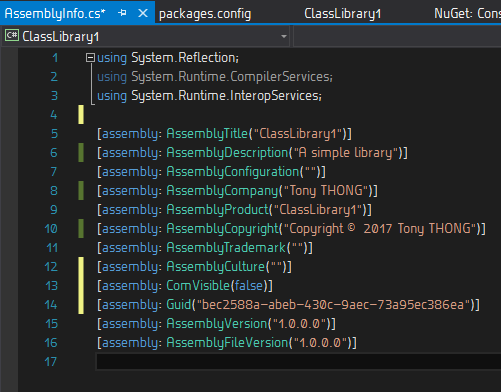 AssemblyInfo.cs* packages.config ClassLibrary1 NuGet: Cons
C# ClassLibrary1
1 using System.Reflection;
2 using System.Runtime.CompilerServices;
3 using System.Runtime.InteropServices;
4
5 [assembly: AssemblyTitle("ClassLibrary1")]
6 [assembly: AssemblyDescription("A simple library")]
7 [assembly: AssemblyConfiguration("")]
8 [assembly: AssemblyCompany("Tony THONG")]
9 [assembly: AssemblyProduct("ClassLibrary1")]
10 [assembly: AssemblyCopyright("Copyright © 2017 Tony THONG")]
11 [assembly: AssemblyTrademark("")]
12 [assembly: AssemblyCulture("")]
13 [assembly: ComVisible(false)]
14 [assembly: Guid("bec2588a-abeb-430c-9aec-73a95ec386ea")]
15 [assembly: AssemblyVersion("1.0.0.0")]
16 [assembly: AssemblyFileVersion("1.0.0.0")]
17